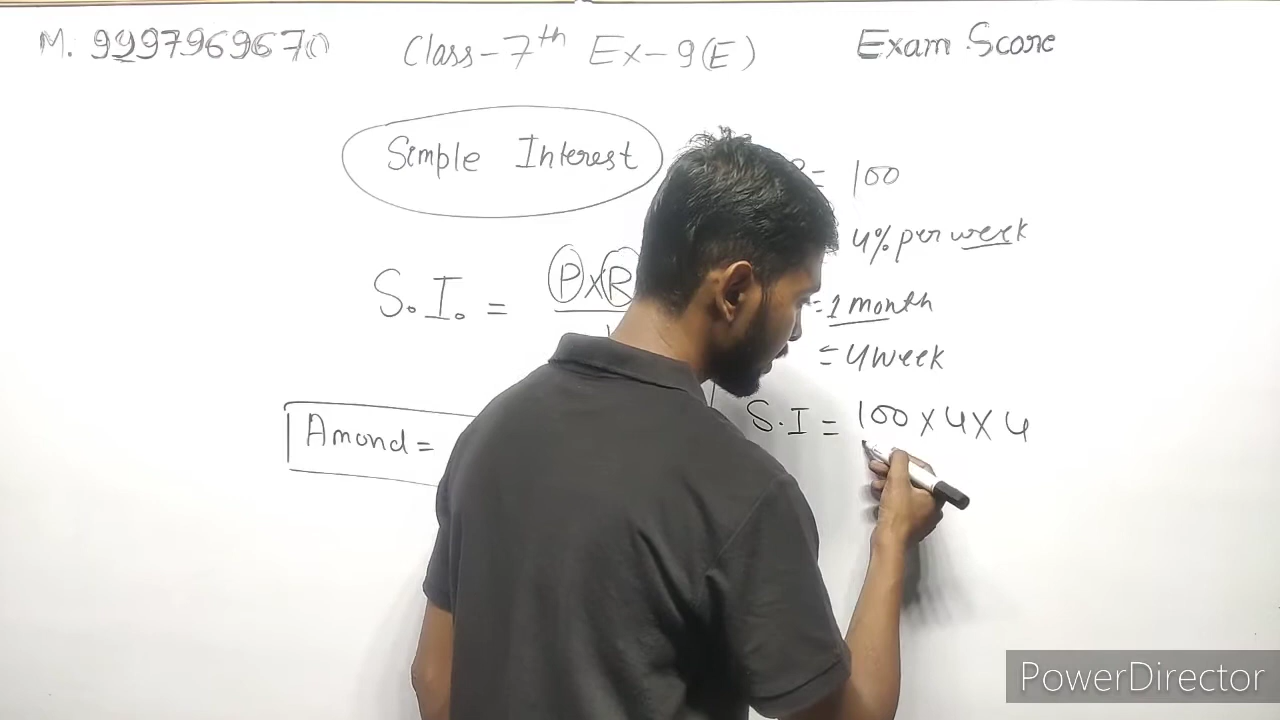 M. 9997969670 Class-7th Ex-9(E) Exam Score
Simple Interest
= 100
4% per week
S.I. = P×R
=1 month
= 4 week
Amond =
S.I = 100 × 4 × 4
PowerDirector